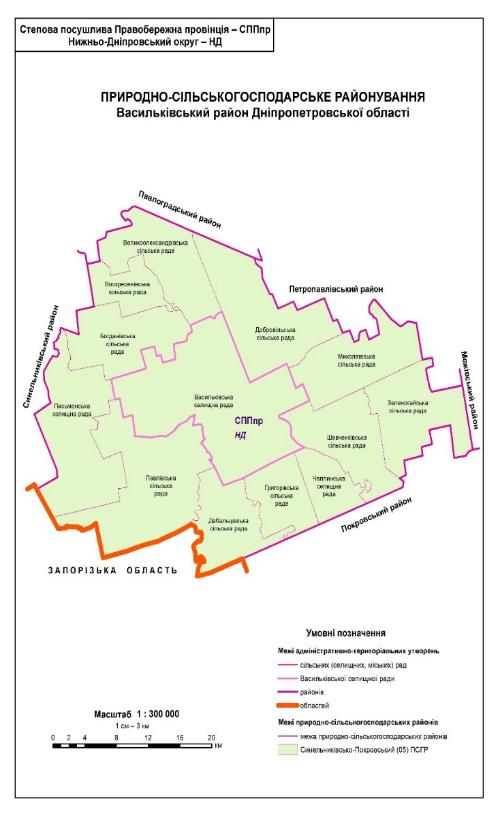 Степова посушлива Правобережна провінція – СППпр
Нижньо-Дніпровський округ – НД
ПРИРОДНО-СІЛЬСЬКОГОСПОДАРСЬКЕ РАЙОНУВАННЯ
Васильківський район Дніпропетровської області
Павлоградський район
Великоолександрівська
сільська рада
Воскресенівська
сільська рада
Петропавлівський район
Богданівська
сільська
рада
Добровільська
сільська рада
Синельниківський район
Миколаївська
сільська рада
Межівський район
Письменська
селищна рада
Васильківська
селищна рада
Зеленогайська
сільська рада
СППпр
НД
Шевченківська
сільська
рада
Павлівська
сільська
рада
Григорівська
сільська
рада
Чаплинська
селищна
рада
Дебальцівська
сільська рада
Покровський район
ЗАПОРІЗЬКА ОБЛАСТЬ
Умовні позначення
Межі адміністративно-територіальних утворень
сільських (селищних, міських) рад
Васильківської селищної ради
районів
областей
Межі природно-сільськогосподарських районів
межа природно-сільськогосподарських районів
Синельниківсько-Покровський (05) ПСГР
Масштаб 1 : 300 000
1 см – 3 км
0 2 4 8 12 16 20
км